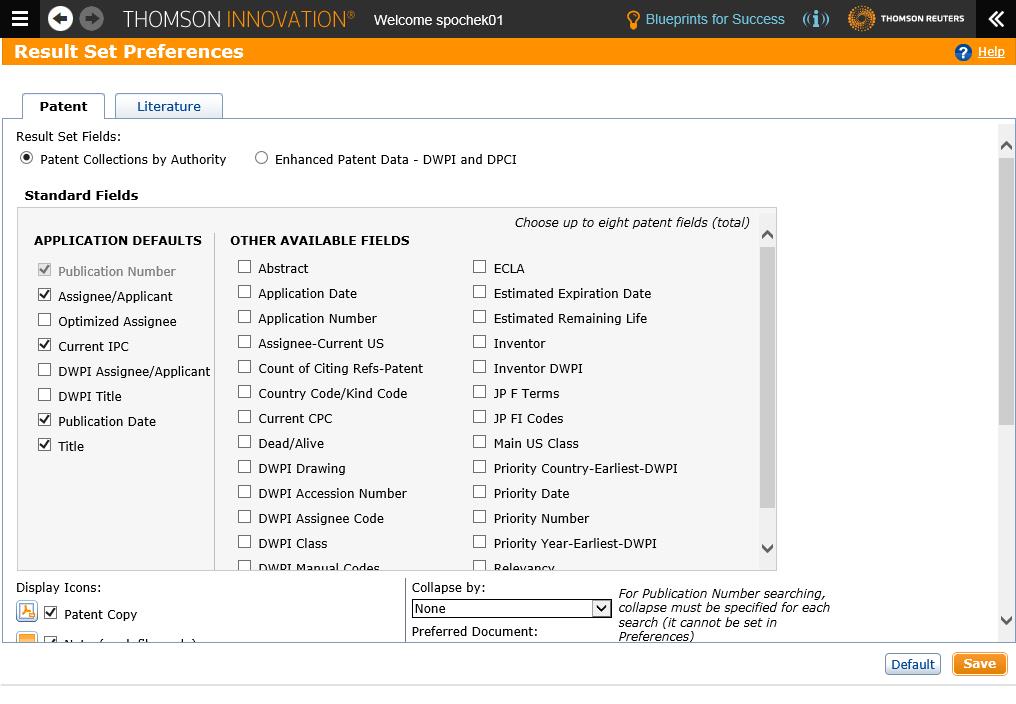 THOMSON INNOVATION® Welcome spochek01 Blueprints for Success THOMSON REUTERS
Result Set Preferences Help
Patent Literature
Result Set Fields:
Patent Collections by Authority Enhanced Patent Data - DWPI and DPCI
Standard Fields
Choose up to eight patent fields (total)
APPLICATION DEFAULTS
Publication Number
Assignee/Applicant
Optimized Assignee
Current IPC
DWPI Assignee/Applicant
DWPI Title
Publication Date
Title
OTHER AVAILABLE FIELDS
Abstract
Application Date
Application Number
Assignee-Current US
Count of Citing Refs-Patent
Country Code/Kind Code
Current CPC
Dead/Alive
DWPI Drawing
DWPI Accession Number
DWPI Assignee Code
DWPI Class
DWPI Manual Codes
ECLA
Estimated Expiration Date
Estimated Remaining Life
Inventor
Inventor DWPI
JP F Terms
JP FI Codes
Main US Class
Priority Country-Earliest-DWPI
Priority Date
Priority Number
Priority Year-Earliest-DWPI
Relevancy
Display Icons:
Patent Copy
Collapse by:
None
Preferred Document:
For Publication Number searching,
collapse must be specified for each
search (it cannot be set in
Preferences)
Default Save